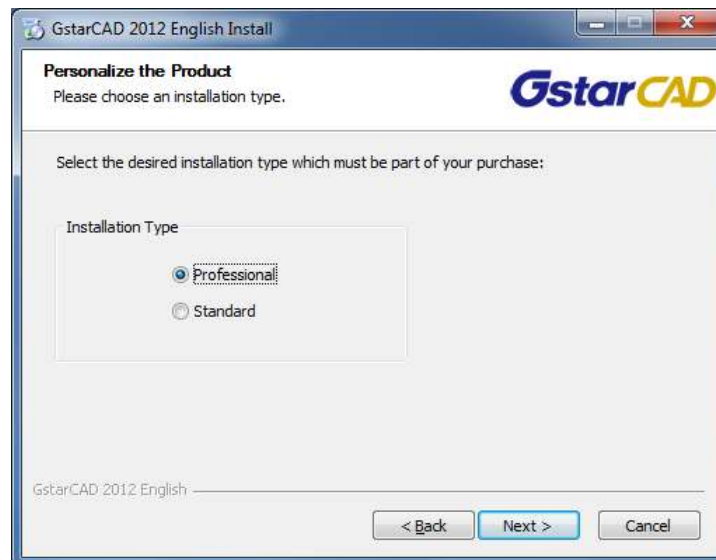 GstarCAD 2012 English Install
Personalize the Product
Please choose an installation type.
GstarCAD
Select the desired installation type which must be part of your purchase:
Installation Type
Professional
Standard
GstarCAD 2012 English
< Back
Next >
Cancel